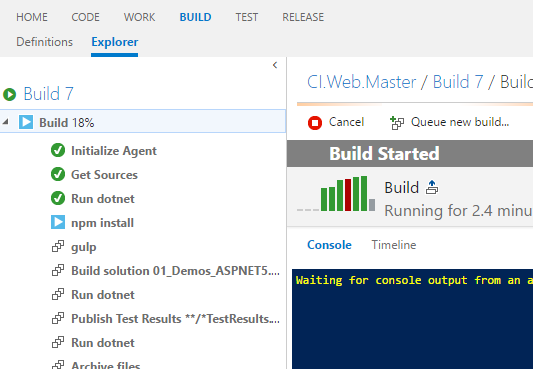 HOME CODE WORK BUILD TEST RELEASE
Definitions Explorer
Build 7
Build 18%
Initialize Agent
Get Sources
Run dotnet
npm install
gulp
Build solution 01_Demos_ASPNET5....
Run dotnet
Publish Test Results **/*TestResults....
Run dotnet
Archive files
CI.Web.Master / Build 7 / Build
Cancel Queue new build...
Build Started
Build
Running for 2.4 minu
Console Timeline
Waiting for console output from an a